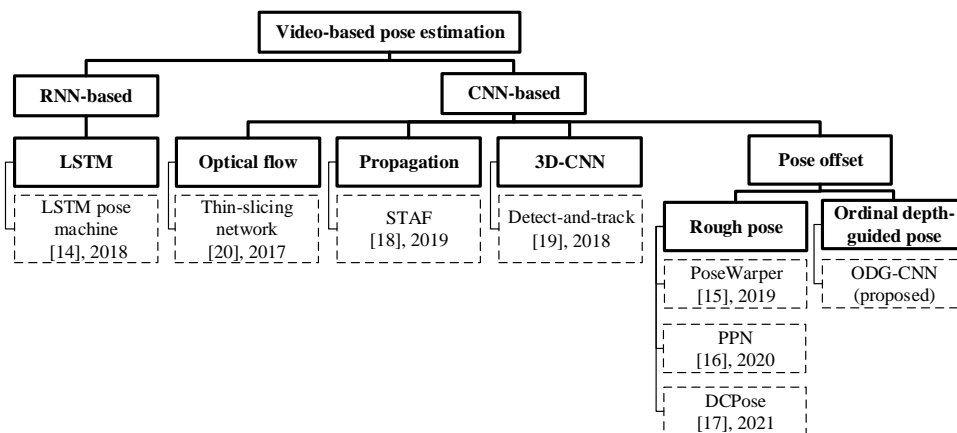 Video-based pose estimation
RNN-based
CNN-based
LSTM
Optical flow
Propagation
3D-CNN
Pose offset
LSTM pose
machine
[14], 2018
Thin-slicing
network
[20], 2017
STAF
[18], 2019
Detect-and-track
[19], 2018
Rough pose
Ordinal depth-
guided pose
PoseWarper
[15], 2019
ODG-CNN
(proposed)
PPN
[16], 2020
DCPose
[17], 2021